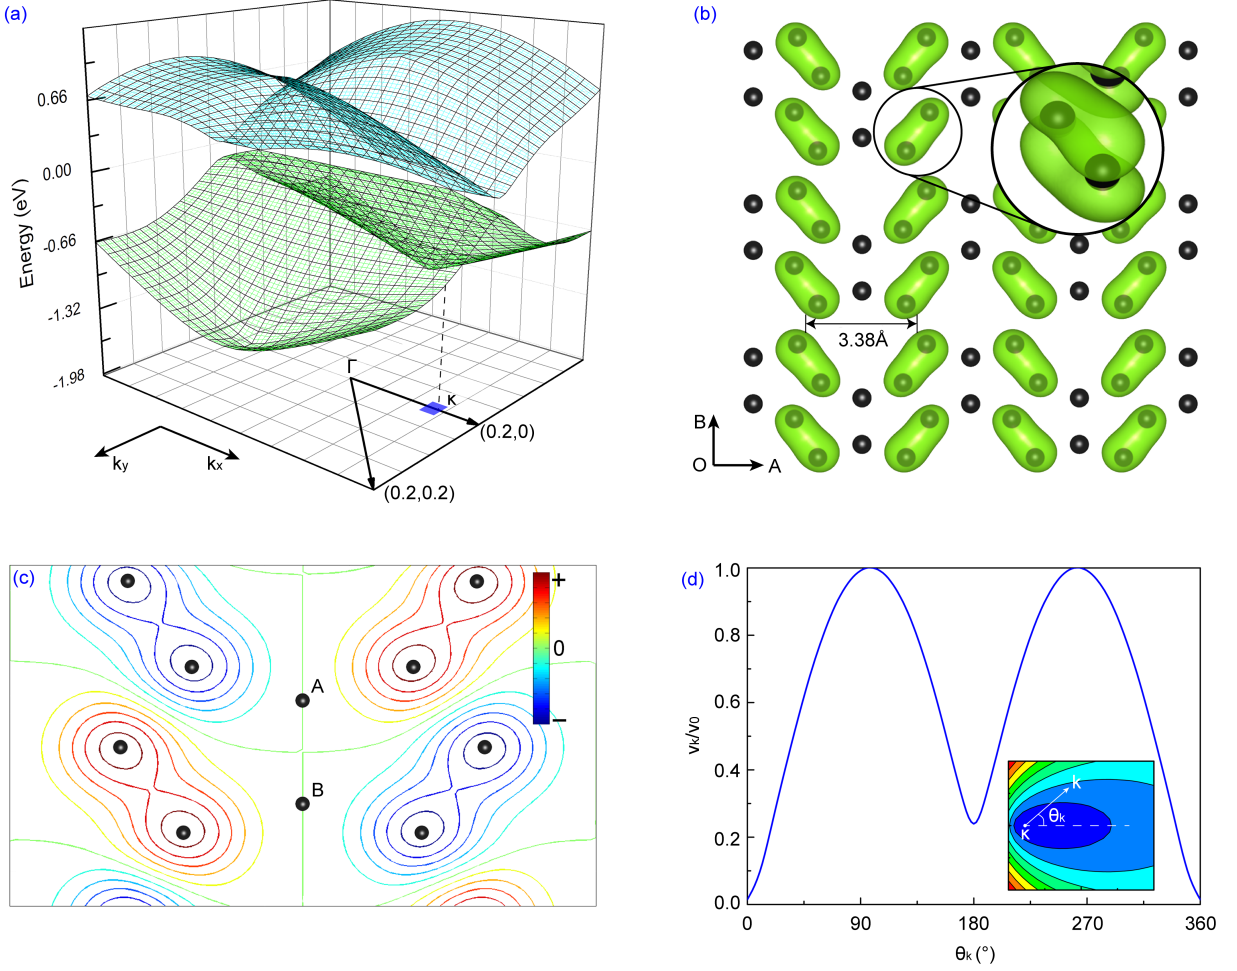 (a)
0.66
0.00
-0.66
-1.32
-1.98
Energy (eV)
Γ
κ
(0.2,0)
(0.2,0.2)
ky
kx
(b)
3.38Å
B
O
A
(c)
+
0
−
A
B
(d)
1.0
0.8
0.6
0.4
0.2
0.0
vk/v0
k
θk
κ
0
90
180
270
360
θk (°)